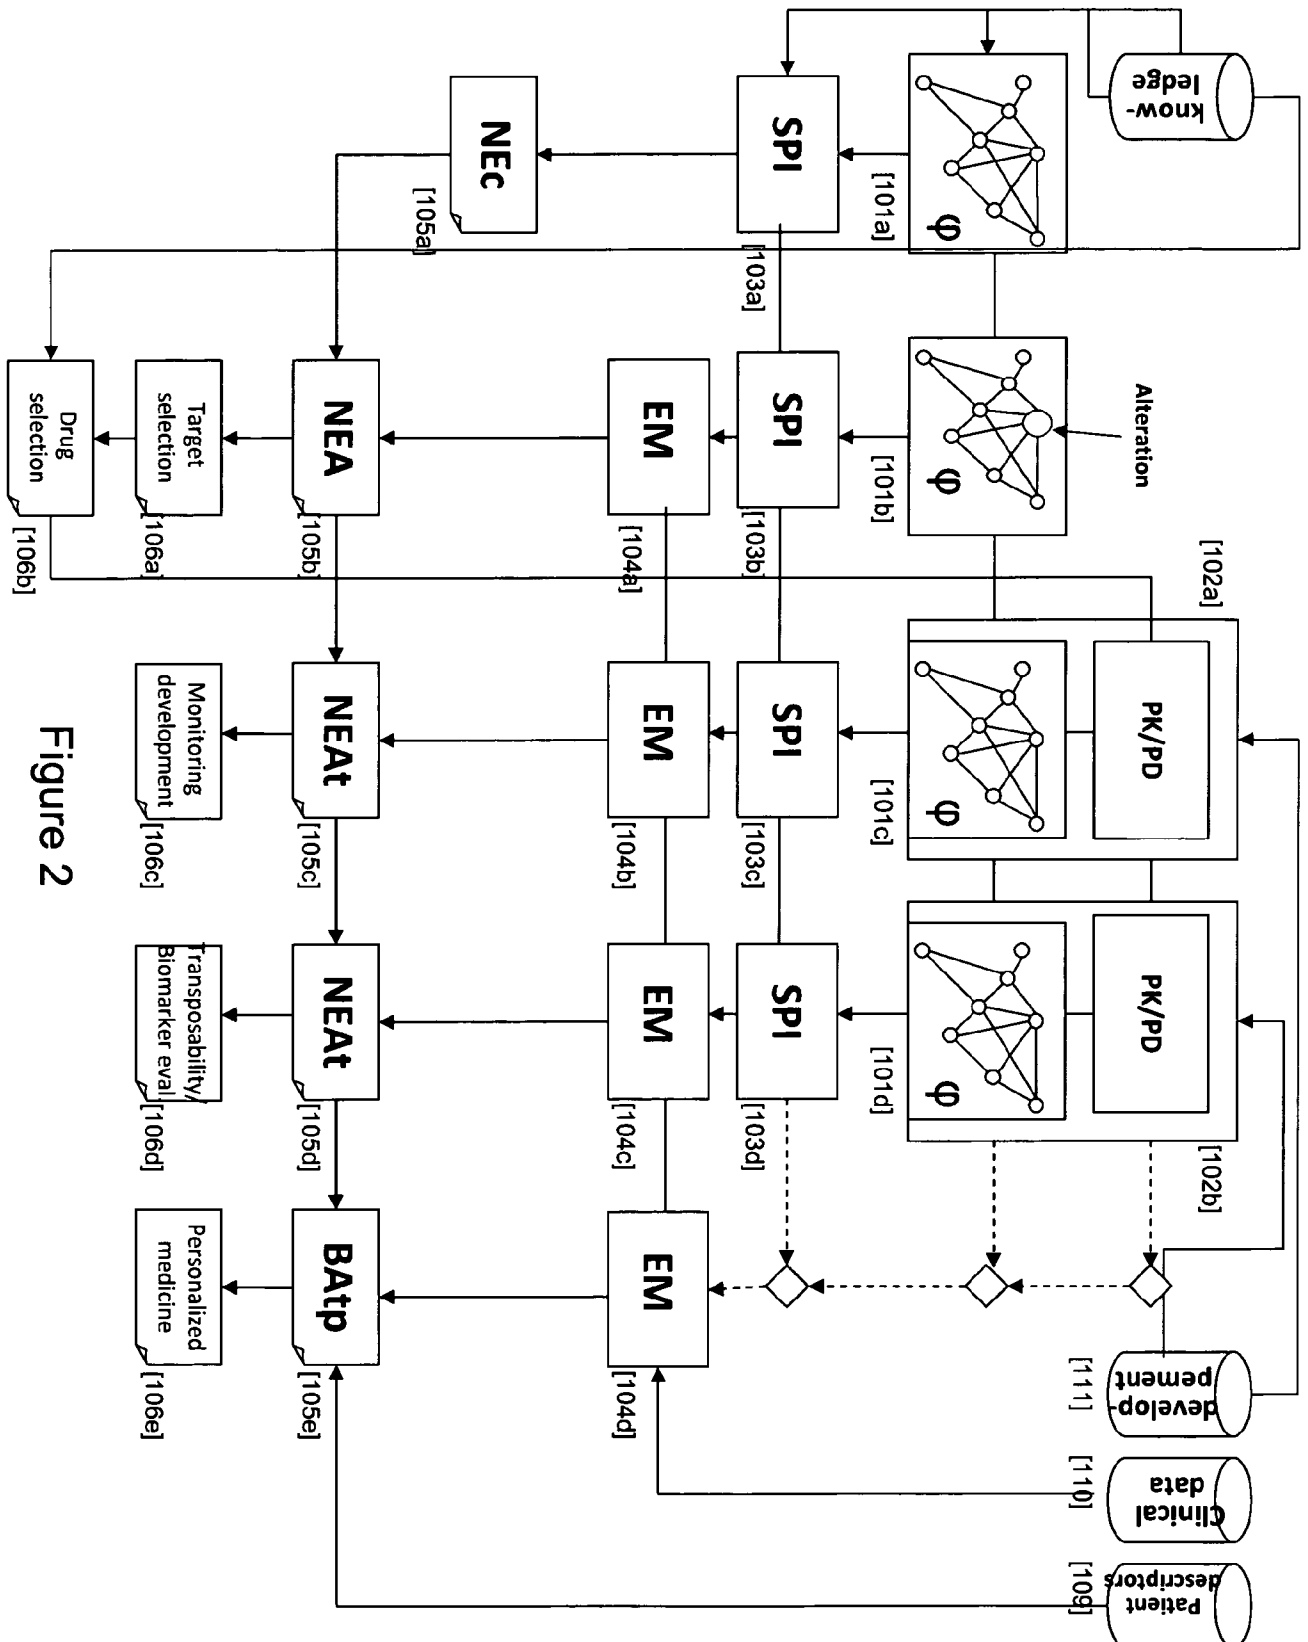 know-
ledge
φ
[101a]
SPI
[103a]
NEc
[105a]
Alteration
φ
[101b]
SPI
[103b]
EM
[104a]
NEA
[105b]
Target
selection
[106a]
Drug
selection
[106b]
[102a]
PK/PD
φ
[101c]
SPI
[103c]
EM
[104b]
NEAt
[105c]
Monitoring
development
[106c]
[102b]
PK/PD
φ
[101d]
SPI
[103d]
EM
[104c]
NEAt
[105d]
Transposability/
Biomarker eval
[106d]
develop-
pement
[111]
EM
[104d]
BAtp
[105e]
Personalized
medicine
[106e]
Clinical
data
[110]
Patient
descriptors
[109]
Figure 2